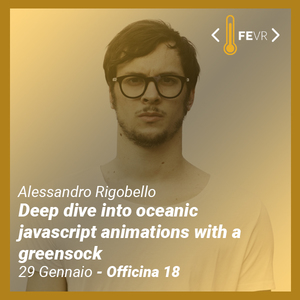 FEVR
Alessandro Rigobello
Deep dive into oceanic
javascript animations with a
greensock
29 Gennaio - Officina 18